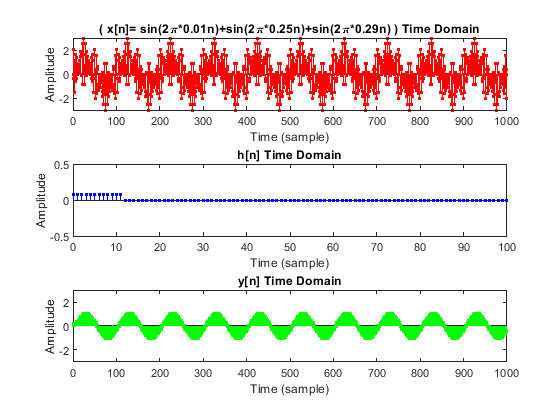 ( x[n]= sin(2π*0.01n)+sin(2π*0.25n)+sin(2π*0.29n) ) Time Domain
2
0
-2
Amplitude
0 100 200 300 400 500 600 700 800 900 1000
Time (sample)
h[n] Time Domain
0.5
0
-0.5
Amplitude
0 10 20 30 40 50 60 70 80 90 100
Time (sample)
y[n] Time Domain
2
0
-2
Amplitude
0 100 200 300 400 500 600 700 800 900 1000
Time (sample)